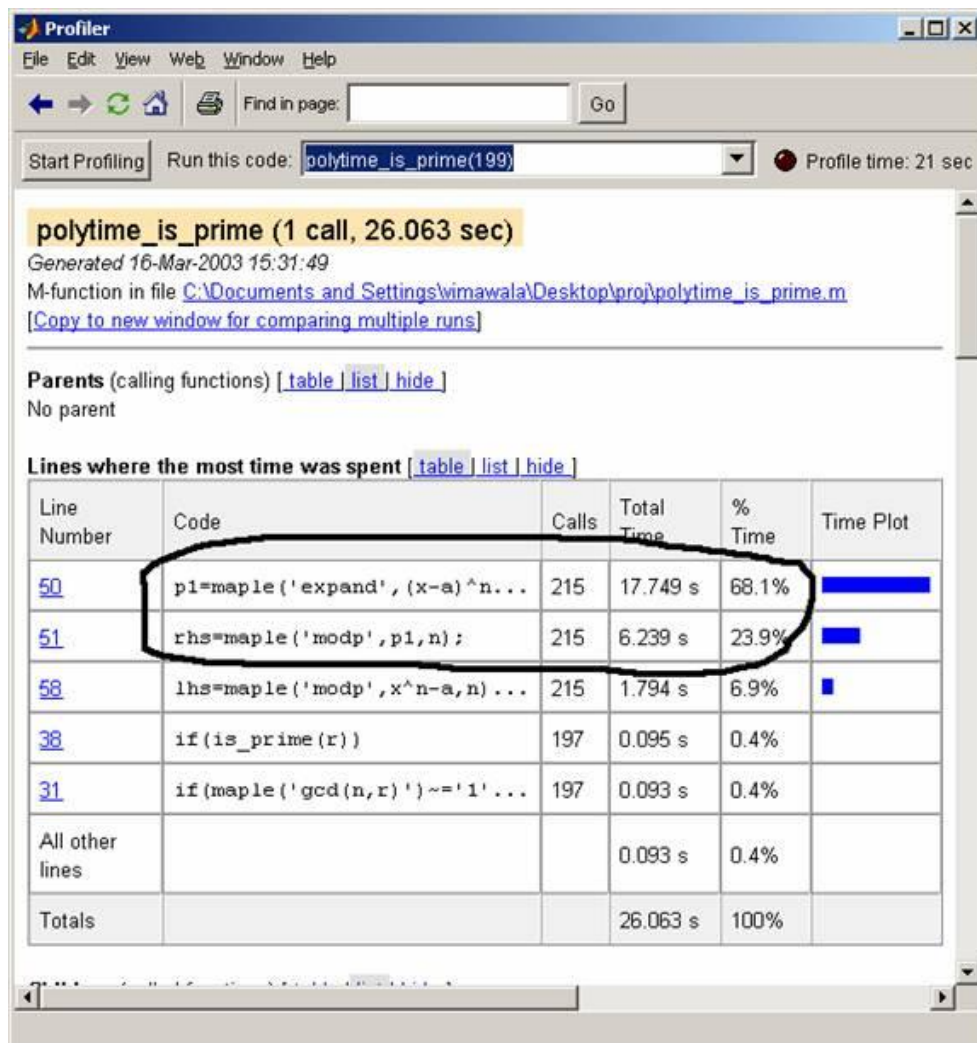 Profiler
File Edit View Web Window Help
Find in page: Go
Start Profiling Run this code: polytime_is_prime(199) Profile time: 21 sec
polytime_is_prime (1 call, 26.063 sec)
Generated 16-Mar-2003 15:31:49
M-function in file C:\Documents and Settings\vimawala\Desktop\proj\polytime_is_prime.m
[Copy to new window for comparing multiple runs]
Parents (calling functions) [ table | list | hide ]
No parent
Lines where the most time was spent [ table | list | hide ]
Line Number Code Calls Total Time % Time Time Plot
50 p1=maple('expand',(x-a)^n... 215 17.749 s 68.1%
51 rhs=maple('modp',p1,n); 215 6.239 s 23.9%
58 lhs=maple('modp',x^n-a,n)... 215 1.794 s 6.9%
38 if(is_prime(r)) 197 0.095 s 0.4%
31 if(maple('gcd(n,r)')~='1'... 197 0.093 s 0.4%
All other lines 0.093 s 0.4%
Totals 26.063 s 100%